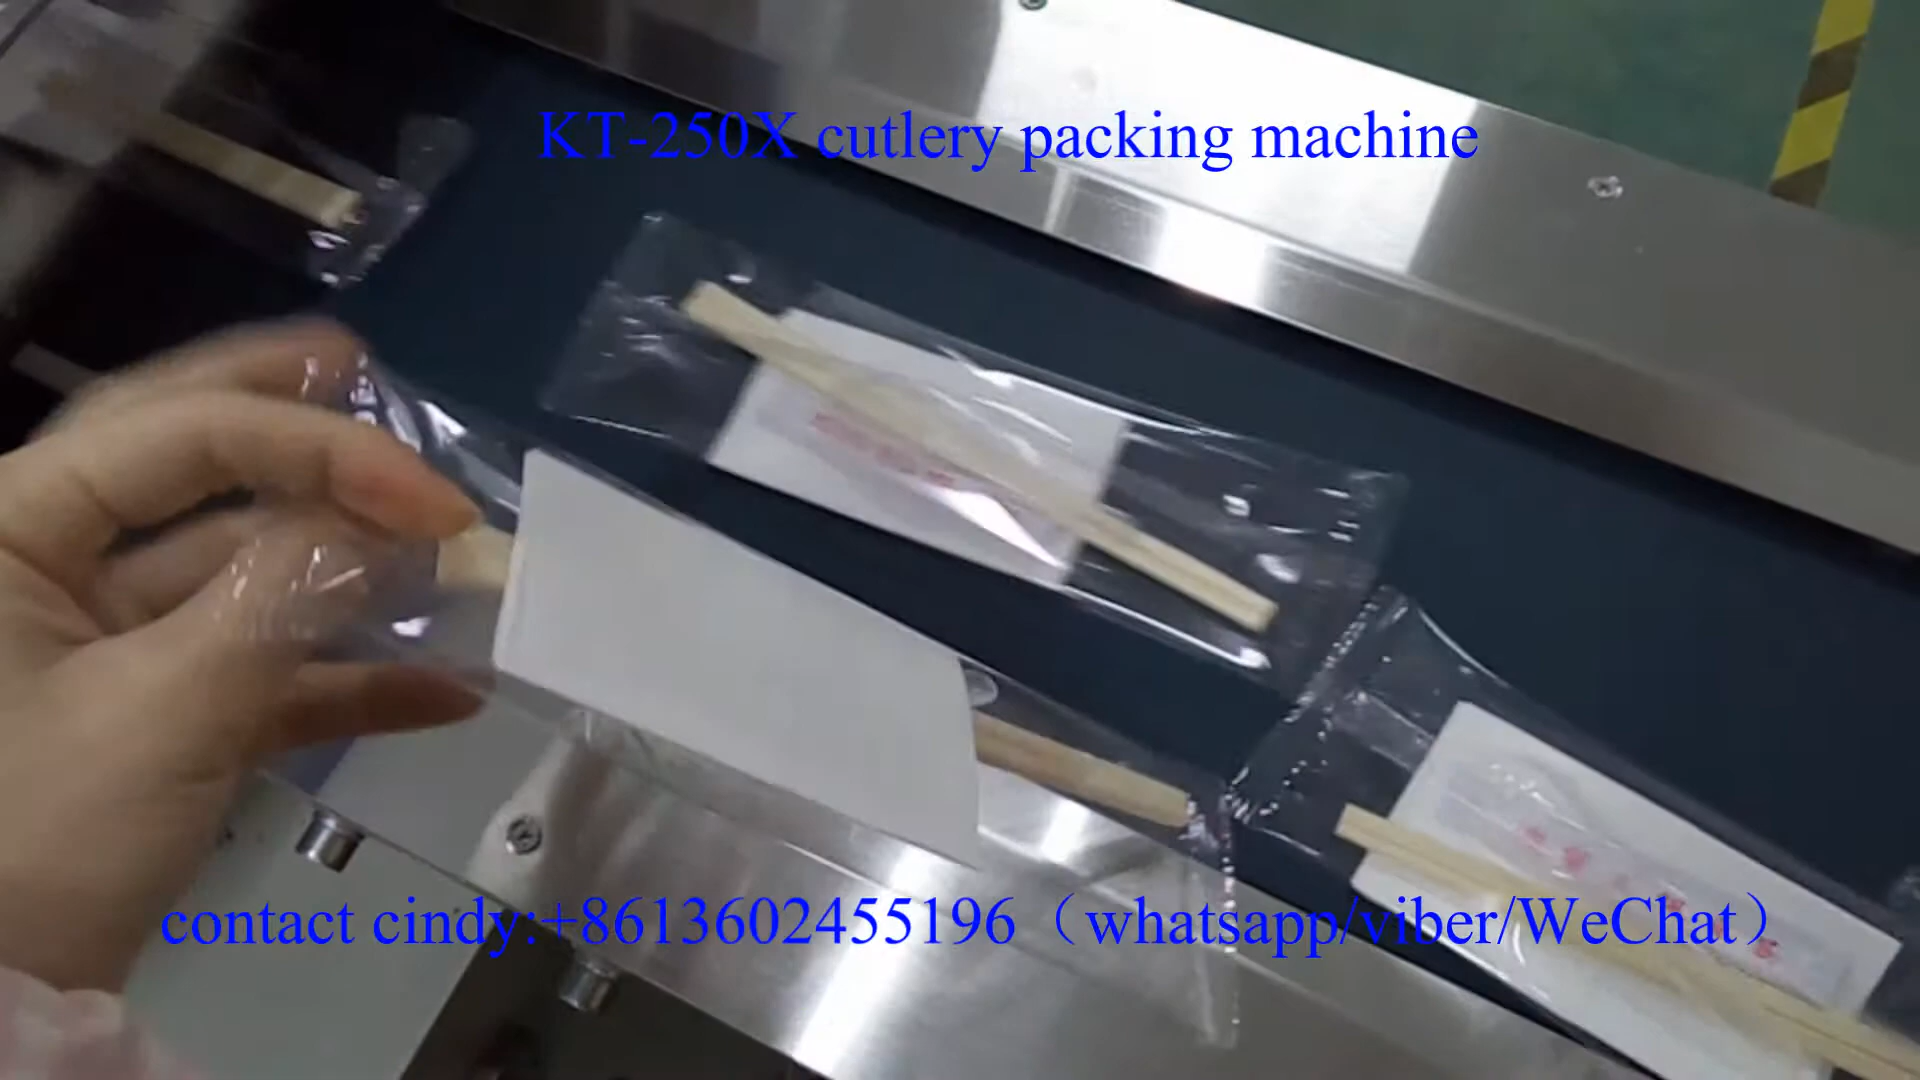 KT-250X cutlery packing machine
contact cindy:+8613602455196（whatsapp/viber/WeChat）